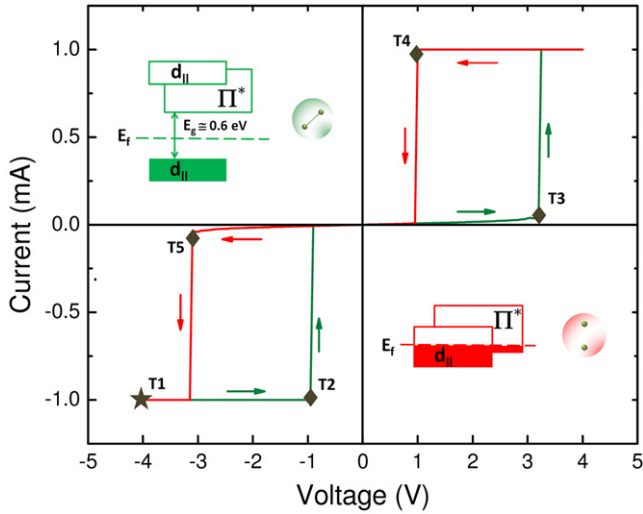 1.0
0.5
0.0
-0.5
-1.0
Current (mA)
-5 -4 -3 -2 -1 0 1 2 3 4 5
Voltage (V)
d||
Π*
Eg ≅ 0.6 eV
Ef
d||
T4
T3
T5
T1
T2
Π*
Ef
d||